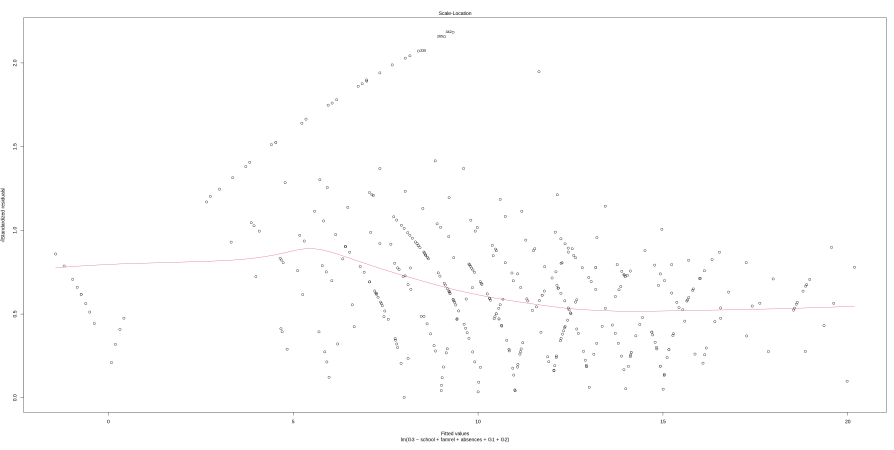 Scale-Location
2.0
1.5
1.0
0.5
0.0
√|Standardized residuals|
0
5
10
15
20
Fitted values
lm(G3 ~ school + famrel + absences + G1 + G2)